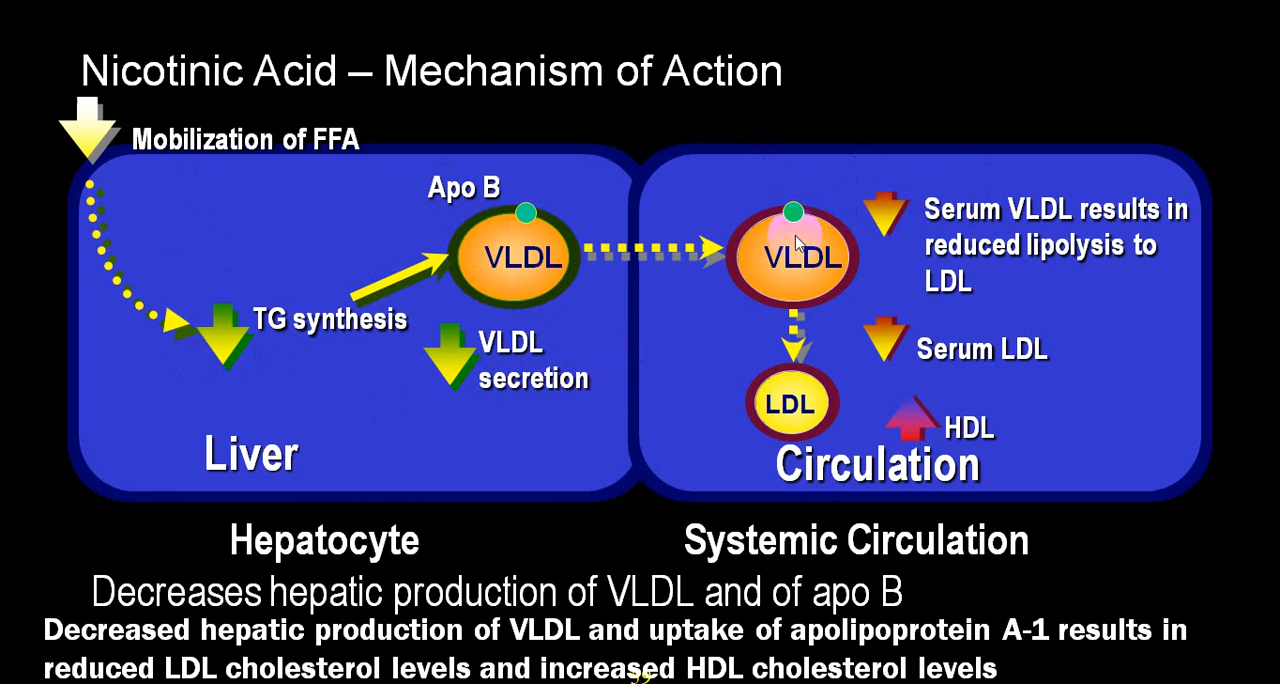 Nicotinic Acid – Mechanism of Action
Mobilization of FFA
Apo B
VLDL
TG synthesis
VLDL
secretion
Liver
VLDL
Serum VLDL results in
reduced lipolysis to
LDL
Serum LDL
LDL
HDL
Circulation
Hepatocyte
Systemic Circulation
Decreases hepatic production of VLDL and of apo B
Decreased hepatic production of VLDL and uptake of apolipoprotein A-1 results in
reduced LDL cholesterol levels and increased HDL cholesterol levels
59